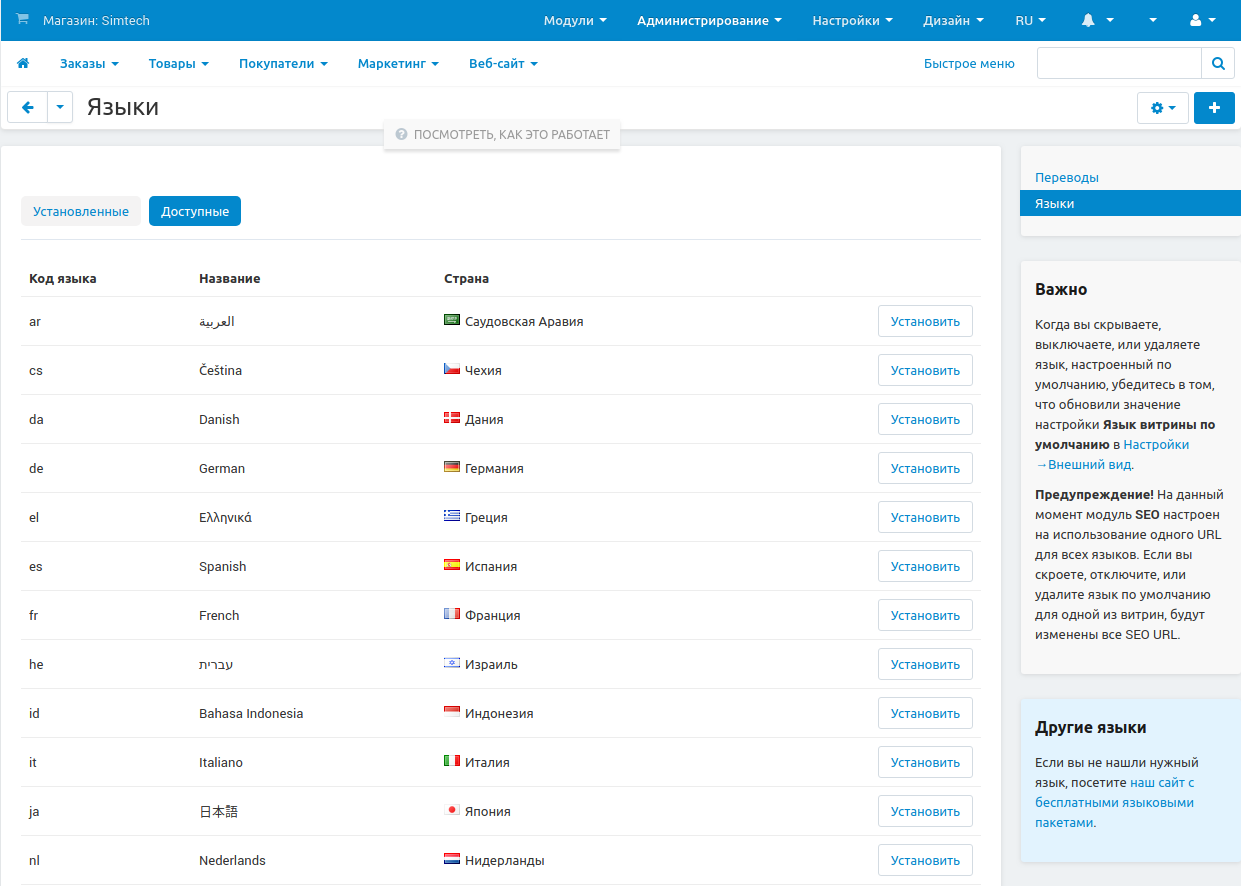 Магазин: Simtech
Модули
Администрирование
Настройки
Дизайн
RU
Заказы
Товары
Покупатели
Маркетинг
Веб-сайт
Быстрое меню
Языки
ПОСМОТРЕТЬ, КАК ЭТО РАБОТАЕТ
Установленные
Доступные
Код языка Название Страна
ar العربية Саудовская Аравия Установить
cs Čeština Чехия Установить
da Danish Дания Установить
de German Германия Установить
el Ελληνικά Греция Установить
es Spanish Испания Установить
fr French Франция Установить
he עברית Израиль Установить
id Bahasa Indonesia Индонезия Установить
it Italiano Италия Установить
ja 日本語 Япония Установить
nl Nederlands Нидерланды Установить
Переводы
Языки
Важно
Когда вы скрываете,
выключаете, или удаляете
язык, настроенный по
умолчанию, убедитесь в том,
что обновили значение
настройки Язык витрины по
умолчанию в Настройки
→Внешний вид.
Предупреждение! На данный
момент модуль SEO настроен
на использование одного URL
для всех языков. Если вы
скроете, отключите, или
удалите язык по умолчанию
для одной из витрин, будут
изменены все SEO URL.
Другие языки
Если вы не нашли нужный
язык, посетите наш сайт с
бесплатными языковыми
пакетами.